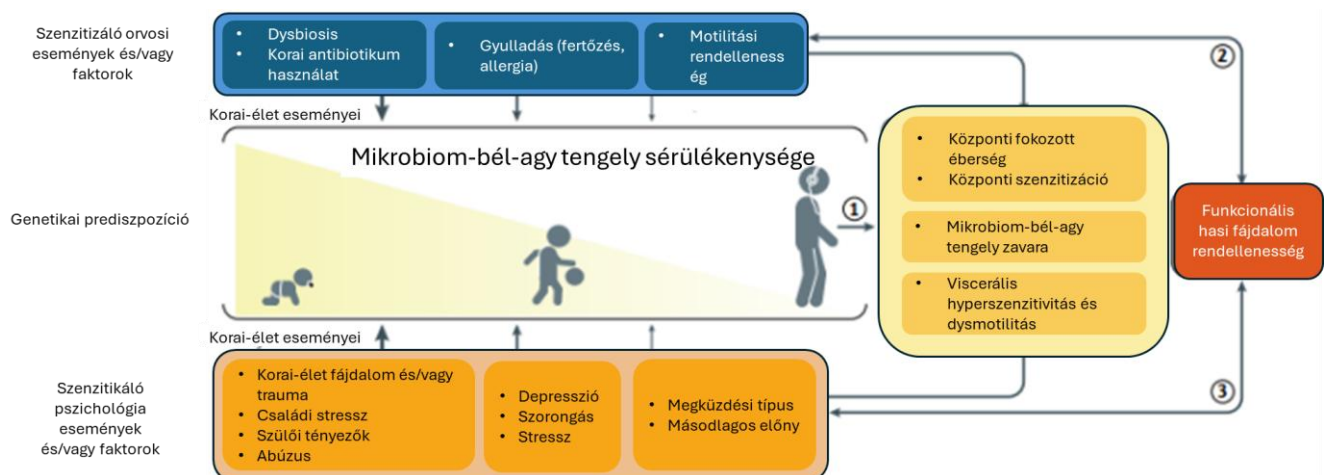 Szenzitizáló orvosi
események és/vagy
faktorok
• Dysbiosis
• Korai antibiotikum
használat
• Gyulladás (fertőzés,
allergia)
• Motilitási
rendelleness
ég
②
Korai-élet eseményei
Mikrobiom-bél-agy tengely sérülékenysége
Genetikai prediszpozíció
①
• Központi fokozott
éberség
• Központi szenzitizáció
• Mikrobiom-bél-agy
tengely zavara
• Viscerális
hyperszenzitivitás és
dysmotilitás
Funkcionális
hasi fájdalom
rendellenesség
Korai-élet eseményei
Szenzitikáló
pszichológia
események
és/vagy faktorok
• Korai-élet fájdalom és/vagy
trauma
• Családi stressz
• Szülői tényezők
• Abúzus
• Depresszió
• Szorongás
• Stressz
• Megküzdési típus
• Másodlagos előny
③